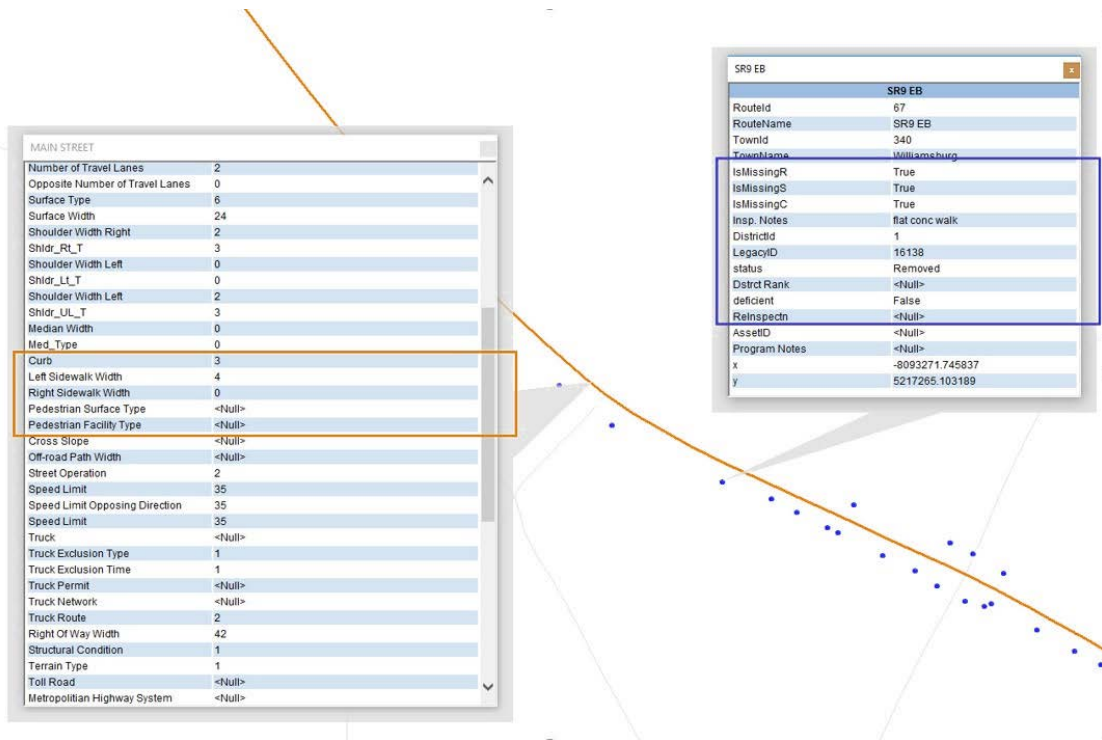 MAIN STREET
Number of Travel Lanes 2
Opposite Number of Travel Lanes 0
Surface Type 6
Surface Width 24
Shoulder Width Right 2
Shldr_Rt_T 3
Shoulder Width Left 0
Shldr_Lt_T 0
Shoulder Width Left 2
Shldr_UL_T 3
Median Width 0
Med_Type 0
Curb 3
Left Sidewalk Width 4
Right Sidewalk Width 0
Pedestrian Surface Type <Null>
Pedestrian Facility Type <Null>
Cross Slope <Null>
Off-road Path Width <Null>
Street Operation 2
Speed Limit 35
Speed Limit Opposing Direction 35
Speed Limit 35
Truck <Null>
Truck Exclusion Type 1
Truck Exclusion Time 1
Truck Permit <Null>
Truck Network <Null>
Truck Route 2
Right Of Way Width 42
Structural Condition 1
Terrain Type 1
Toll Road <Null>
Metropolitian Highway System <Null>
SR9 EB x
SR9 EB
RouteId 67
RouteName SR9 EB
TownId 340
TownName Williamsburg
IsMissingR True
IsMissingS True
IsMissingC True
Insp. Notes flat conc walk
DistrictId 1
LegacyID 16138
status Removed
Dstrct Rank <Null>
deficient False
ReInspectn <Null>
AssetID <Null>
Program Notes <Null>
x -8093271.745837
y 5217265.103189